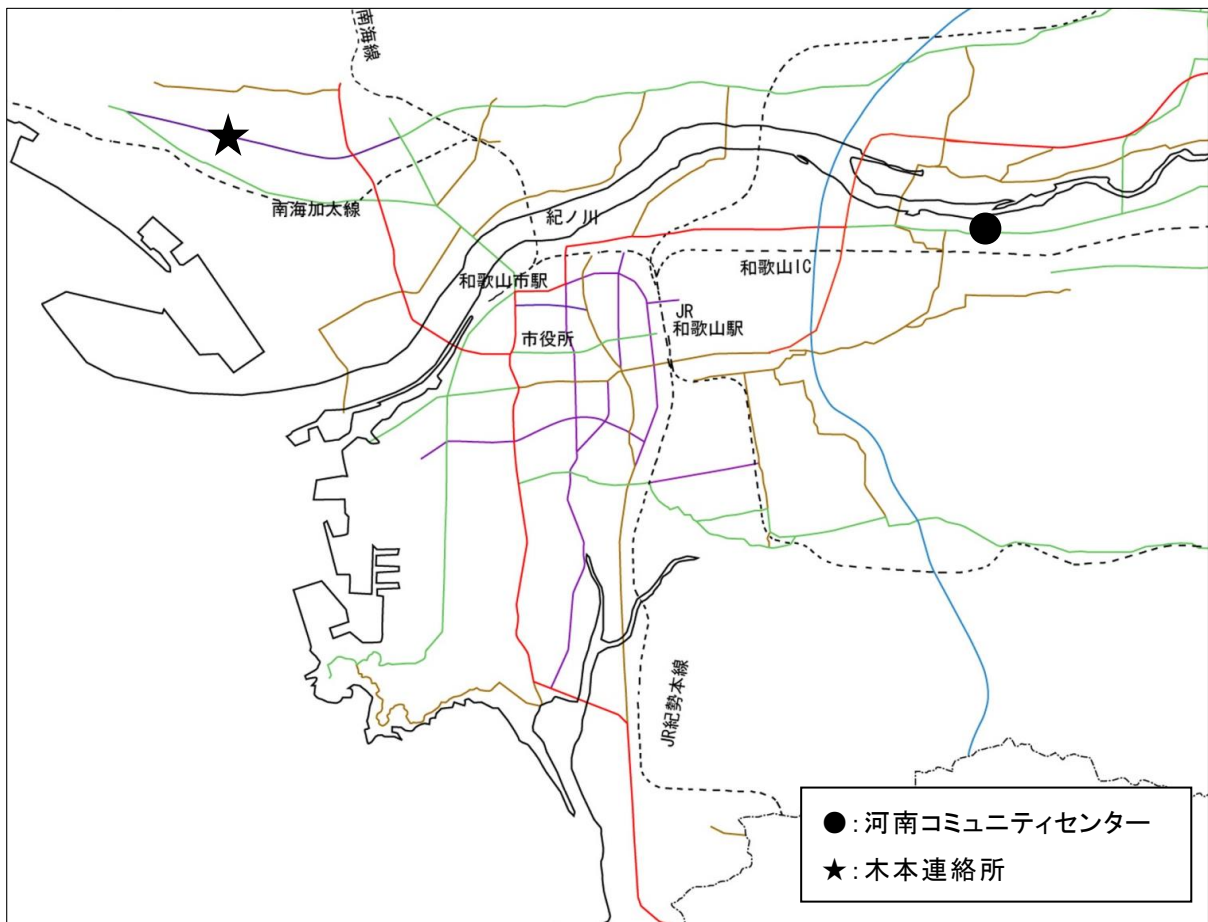 南海線
南海加太線
紀ノ川
和歌山市駅
和歌山IC
JR
和歌山駅
市役所
JR紀勢本線
●:河南コミュニティセンター
★:木本連絡所